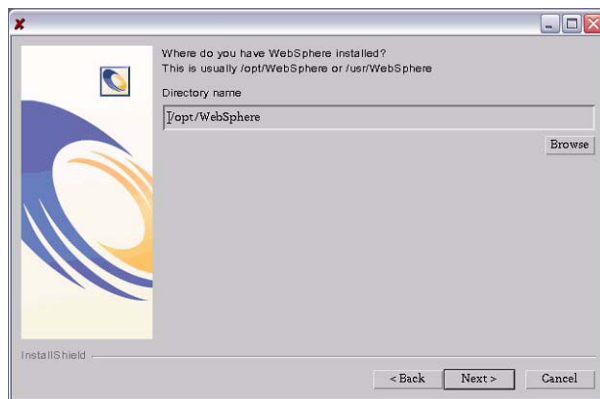 Where do you have WebSphere installed?
This is usually /opt/WebSphere or /usr/WebSphere
Directory name
/opt/WebSphere
Browse
InstallShield
< Back
Next >
Cancel